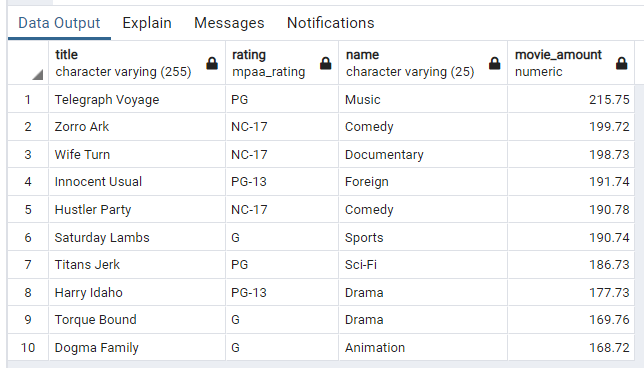 Data Output Explain Messages Notifications
title rating name movie_amount
character varying (255) mpaa_rating character varying (25) numeric
1 Telegraph Voyage PG Music 215.75
2 Zorro Ark NC-17 Comedy 199.72
3 Wife Turn NC-17 Documentary 198.73
4 Innocent Usual PG-13 Foreign 191.74
5 Hustler Party NC-17 Comedy 190.78
6 Saturday Lambs G Sports 190.74
7 Titans Jerk PG Sci-Fi 186.73
8 Harry Idaho PG-13 Drama 177.73
9 Torque Bound G Drama 169.76
10 Dogma Family G Animation 168.72